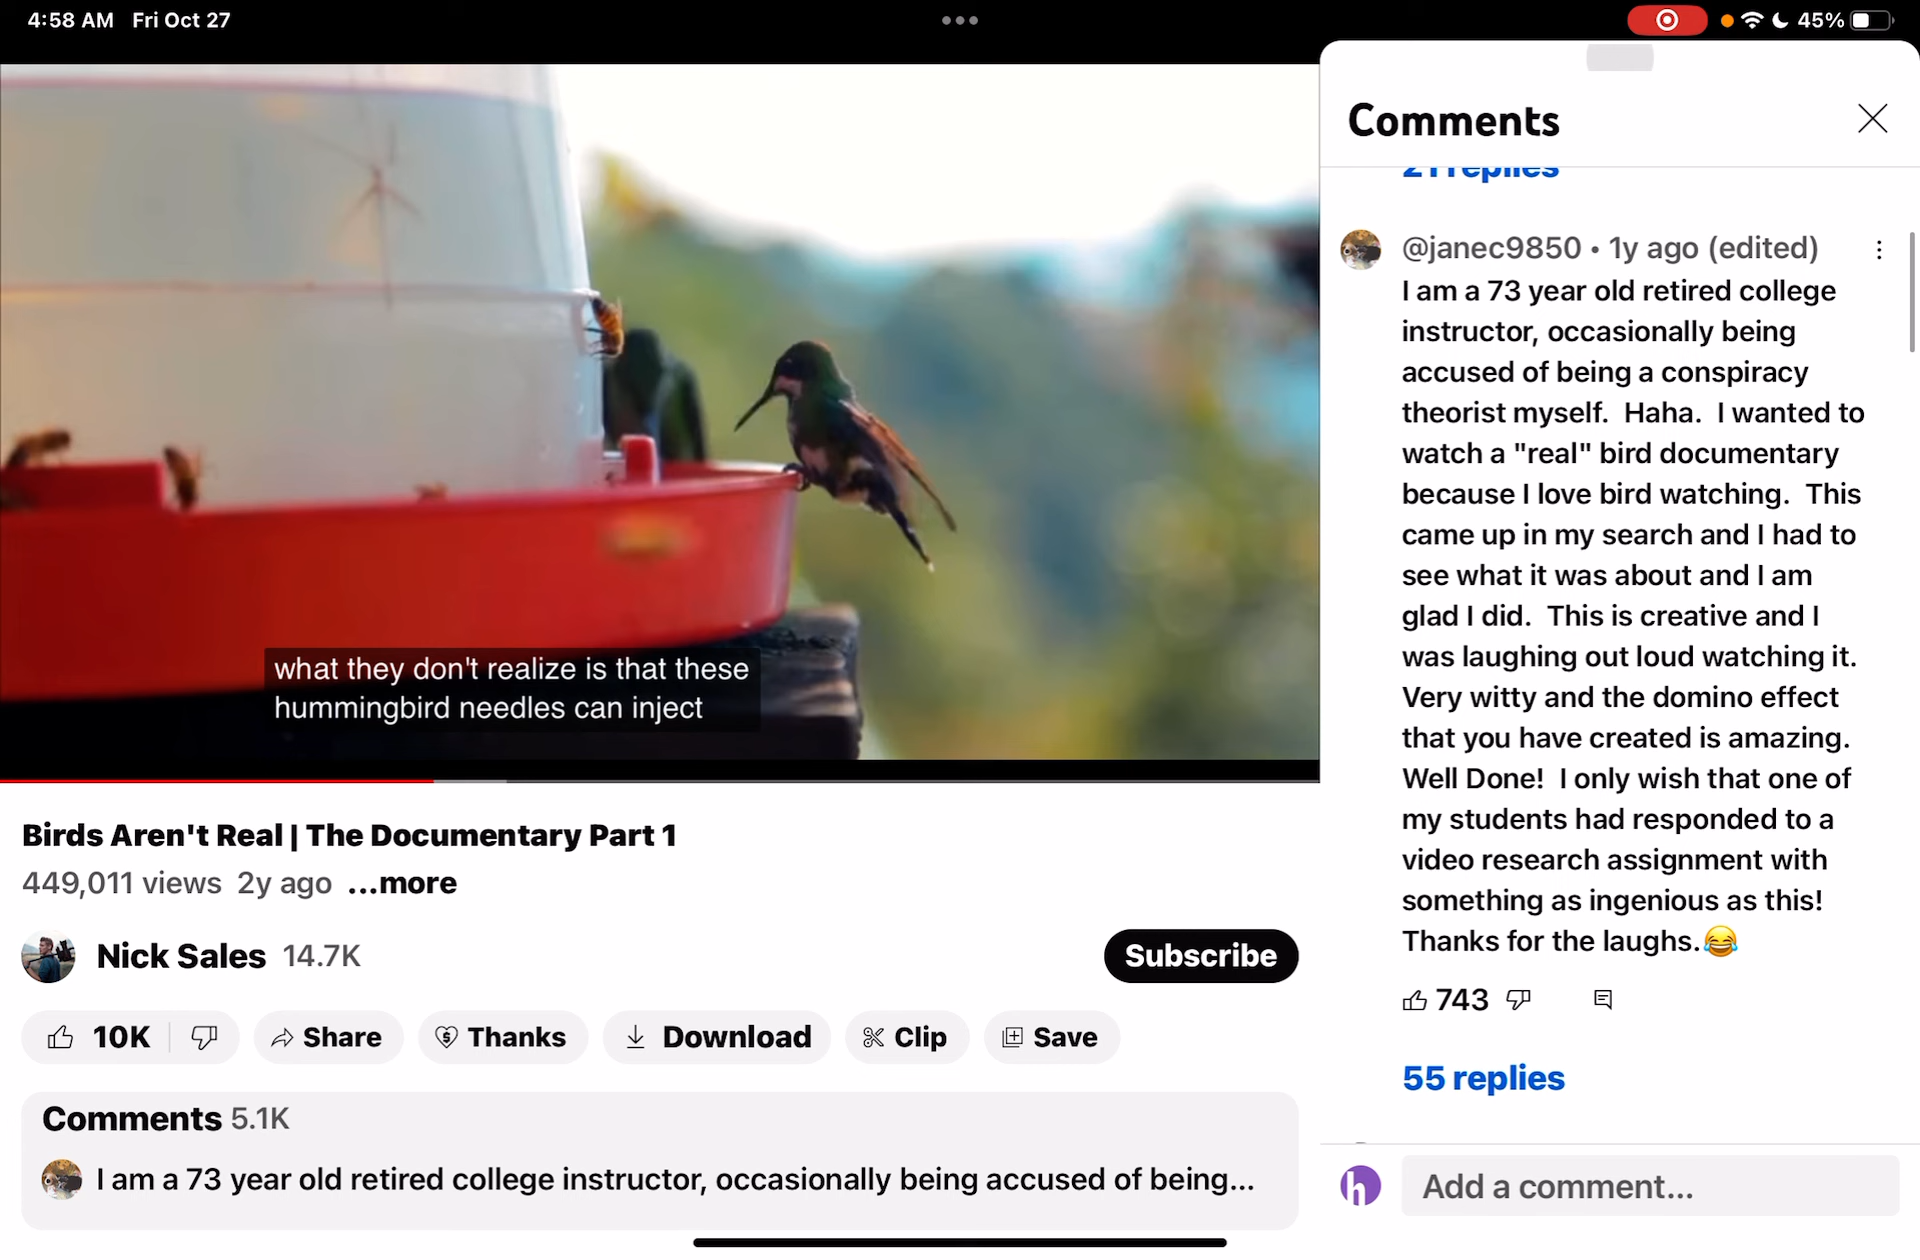 4:58 AM Fri Oct 27
45%
what they don't realize is that these
hummingbird needles can inject
Birds Aren't Real | The Documentary Part 1
449,011 views 2y ago ...more
Nick Sales 14.7K
Subscribe
10K
Share
Thanks
Download
Clip
Save
Comments 5.1K
I am a 73 year old retired college instructor, occasionally being accused of being...
Comments
21 replies
@janec9850 • 1y ago (edited)
I am a 73 year old retired college
instructor, occasionally being
accused of being a conspiracy
theorist myself. Haha. I wanted to
watch a "real" bird documentary
because I love bird watching. This
came up in my search and I had to
see what it was about and I am
glad I did. This is creative and I
was laughing out loud watching it.
Very witty and the domino effect
that you have created is amazing.
Well Done! I only wish that one of
my students had responded to a
video research assignment with
something as ingenious as this!
Thanks for the laughs.😂
743
55 replies
h
Add a comment...